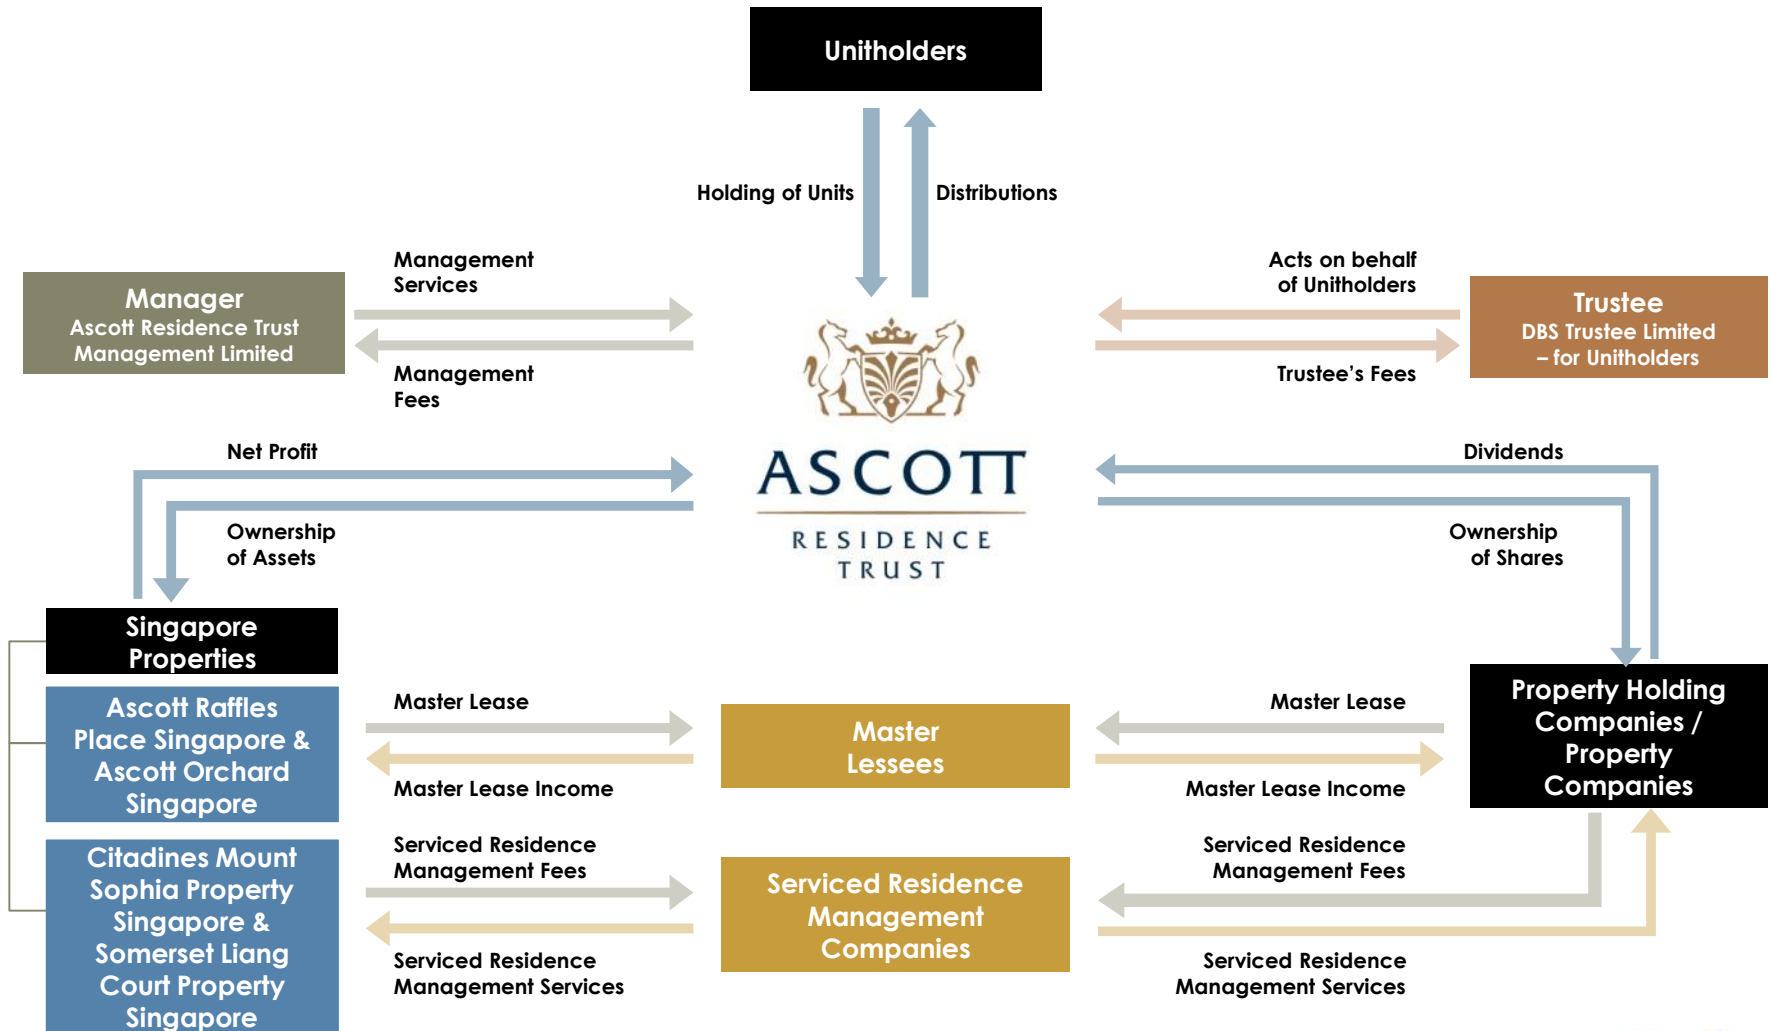 Unitholders
Holding of Units
Distributions
Management
Services
Acts on behalf
of Unitholders
Manager
Ascott Residence Trust
Management Limited
Trustee
DBS Trustee Limited
– for Unitholders
Management
Fees
Trustee's Fees
ASCOTT
RESIDENCE
TRUST
Net Profit
Dividends
Ownership
of Assets
Ownership
of Shares
Singapore
Properties
Ascott Raffles
Place Singapore &
Ascott Orchard
Singapore
Master Lease
Master Lease Income
Master
Lessees
Master Lease
Master Lease Income
Property Holding
Companies /
Property
Companies
Citadines Mount
Sophia Property
Singapore &
Somerset Liang
Court Property
Singapore
Serviced Residence
Management Fees
Serviced Residence
Management Services
Serviced Residence
Management
Companies
Serviced Residence
Management Fees
Serviced Residence
Management Services